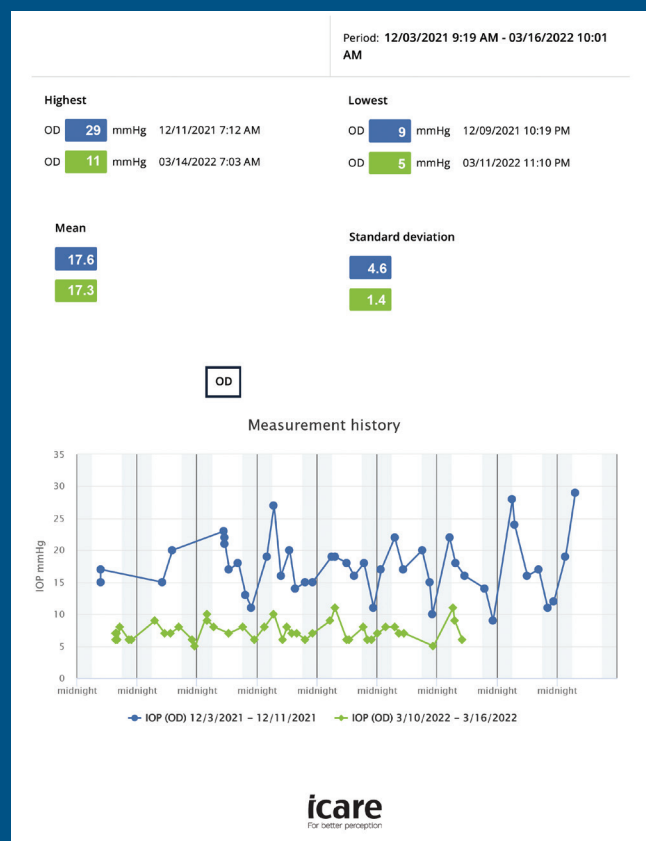 Period: 12/03/2021 9:19 AM - 03/16/2022 10:01
AM
Highest
OD 29 mmHg 12/11/2021 7:12 AM
OD 11 mmHg 03/14/2022 7:03 AM
Lowest
OD 9 mmHg 12/09/2021 10:19 PM
OD 5 mmHg 03/11/2022 11:10 PM
Mean
17.6
17.3
Standard deviation
4.6
1.4
OD
Measurement history
IOP mmHg
35
30
25
20
15
10
5
0
midnight midnight midnight midnight midnight midnight midnight midnight midnight
IOP (OD) 12/3/2021 – 12/11/2021 IOP (OD) 3/10/2022 – 3/16/2022
icare
For better perception